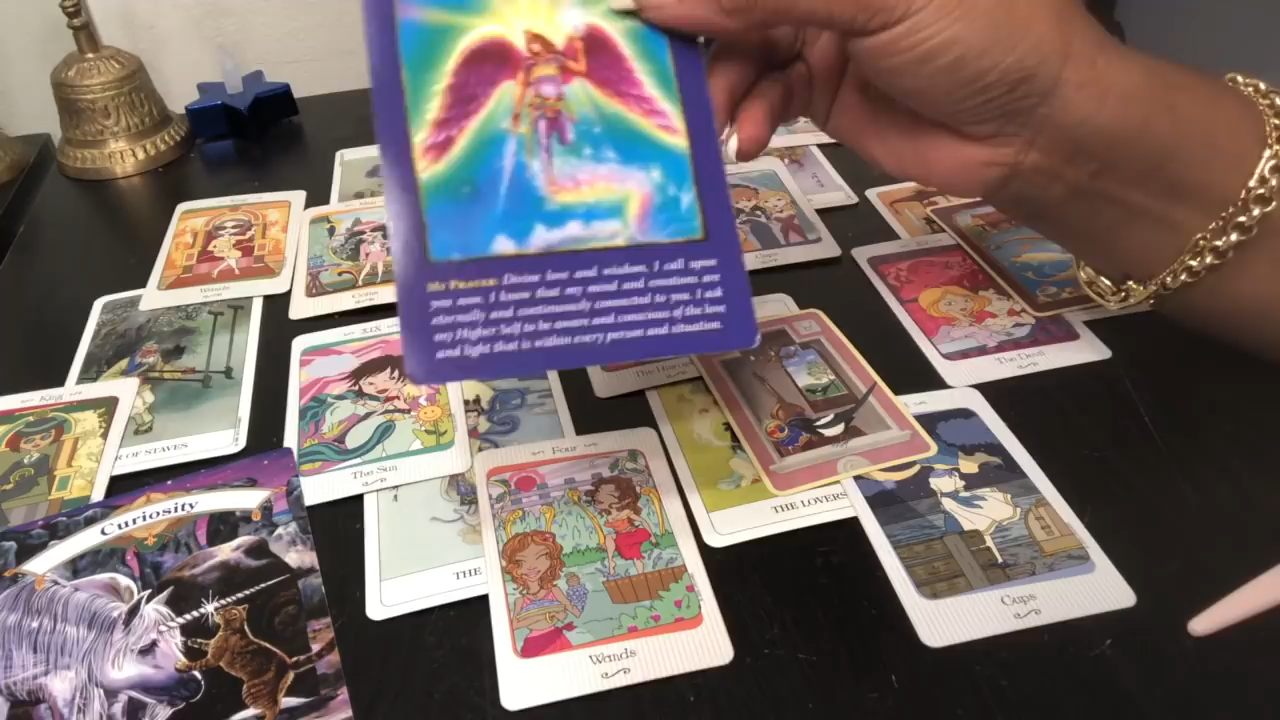 My Prayer: Divine love and wisdom, I call upon
you now. I know that my mind and emotions are
eternally and continuously connected to you. I ask
my Higher Self to be aware and conscious of the love
and light that is within every person and situation.
Wands
Coins
XIX
The Sun
OF STAVES
King
Curiosity
THE
Four
Wands
THE LOVERS
The Devil
Cups